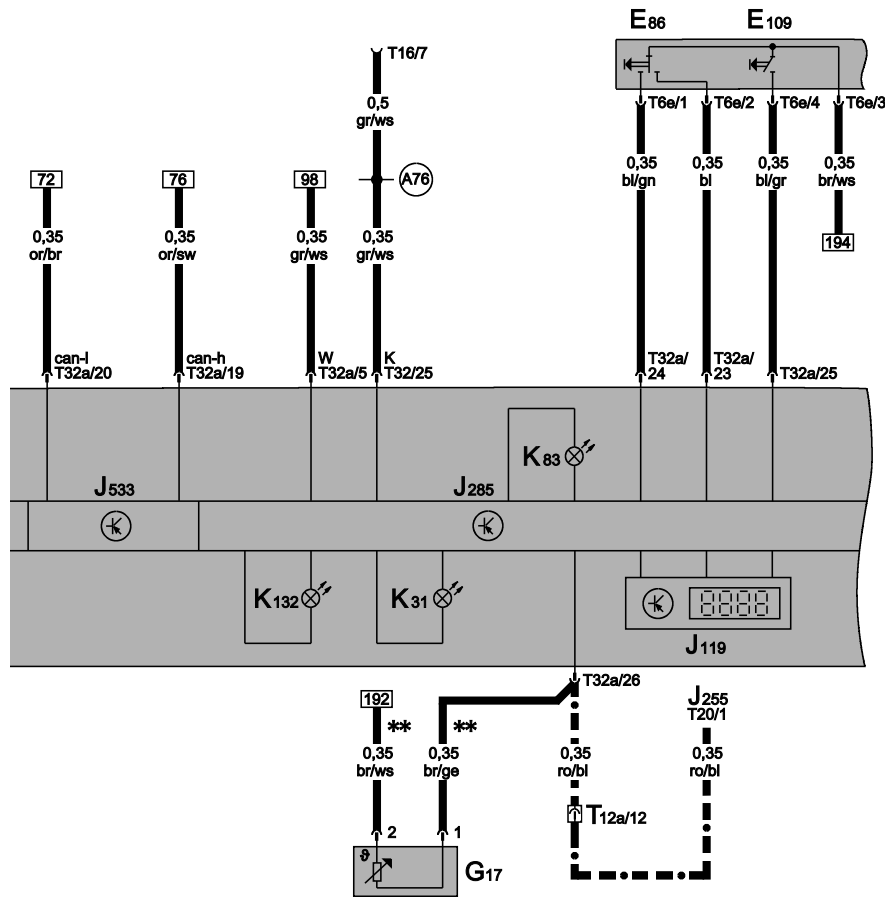 E86 E109
T16/7
T6e/1 T6e/2 T6e/4 T6e/3
0,5
gr/ws
72 76 98 A76
0,35 0,35 0,35 0,35
bl/gn bl bl/gr br/ws
0,35 0,35 0,35 0,35
or/br or/sw gr/ws gr/ws
194
can-l can-h W K
T32a/20 T32a/19 T32a/5 T32/25
T32a/24 T32a/23 T32a/25
K83
J533 J285
K132 K31
8888
J119
T32a/26
192 J255
T20/1
** **
0,35 0,35 0,35 0,35
br/ws br/ge ro/bl ro/bl
T12a/12
2 1
ϑ
G17